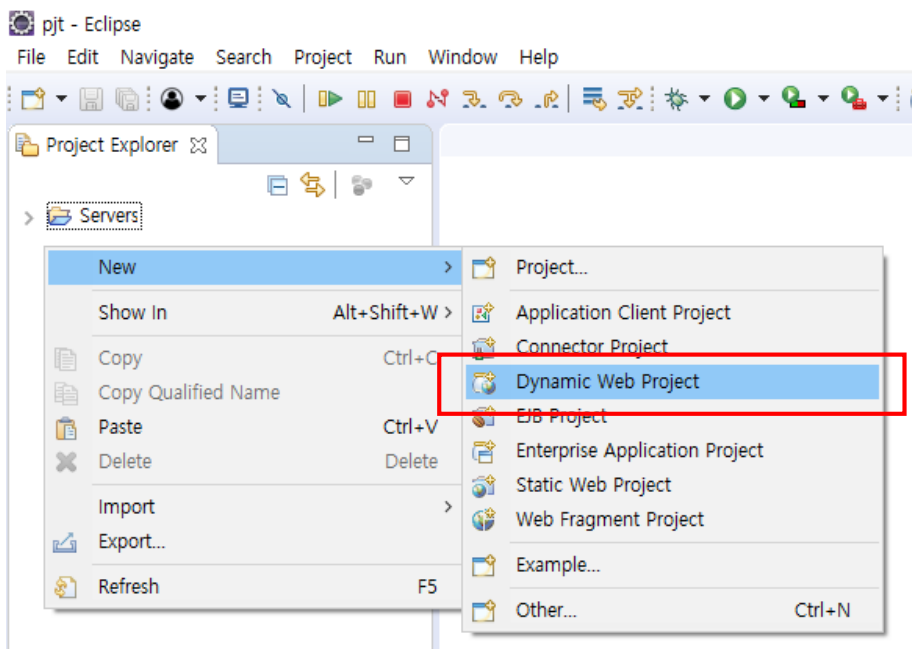 pjt - Eclipse
File Edit Navigate Search Project Run Window Help
Project Explorer
Servers
New
Show In Alt+Shift+W
Copy Ctrl+C
Copy Qualified Name
Paste Ctrl+V
Delete Delete
Import
Export...
Refresh F5
Project...
Application Client Project
Connector Project
Dynamic Web Project
EJB Project
Enterprise Application Project
Static Web Project
Web Fragment Project
Example...
Other... Ctrl+N